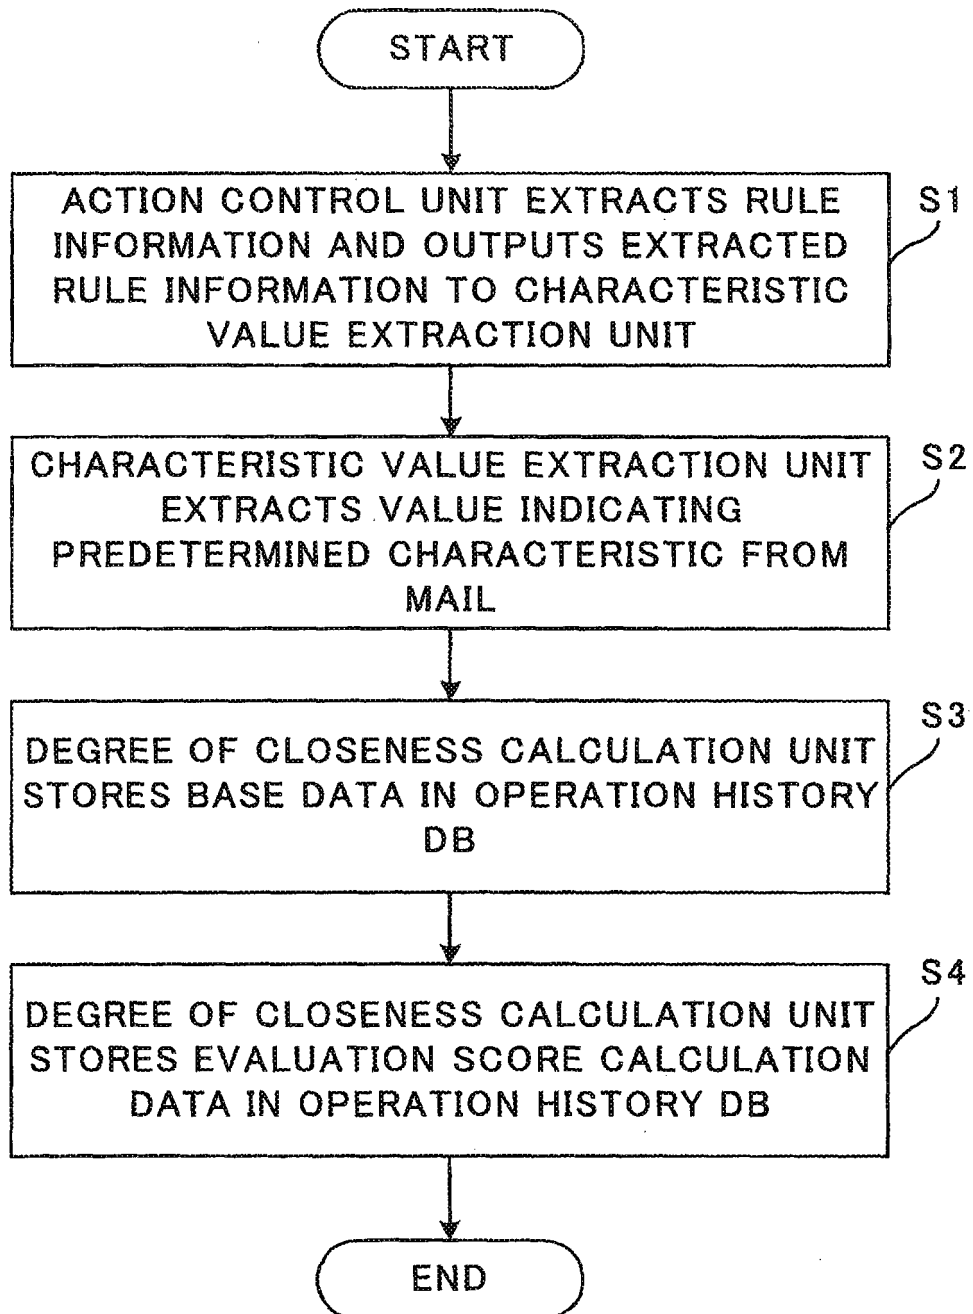 START
ACTION CONTROL UNIT EXTRACTS RULE
INFORMATION AND OUTPUTS EXTRACTED
RULE INFORMATION TO CHARACTERISTIC
VALUE EXTRACTION UNIT
S1
CHARACTERISTIC VALUE EXTRACTION UNIT
EXTRACTS VALUE INDICATING
PREDETERMINED CHARACTERISTIC FROM
MAIL
S2
DEGREE OF CLOSENESS CALCULATION UNIT
STORES BASE DATA IN OPERATION HISTORY
DB
S3
DEGREE OF CLOSENESS CALCULATION UNIT
STORES EVALUATION SCORE CALCULATION
DATA IN OPERATION HISTORY DB
S4
END